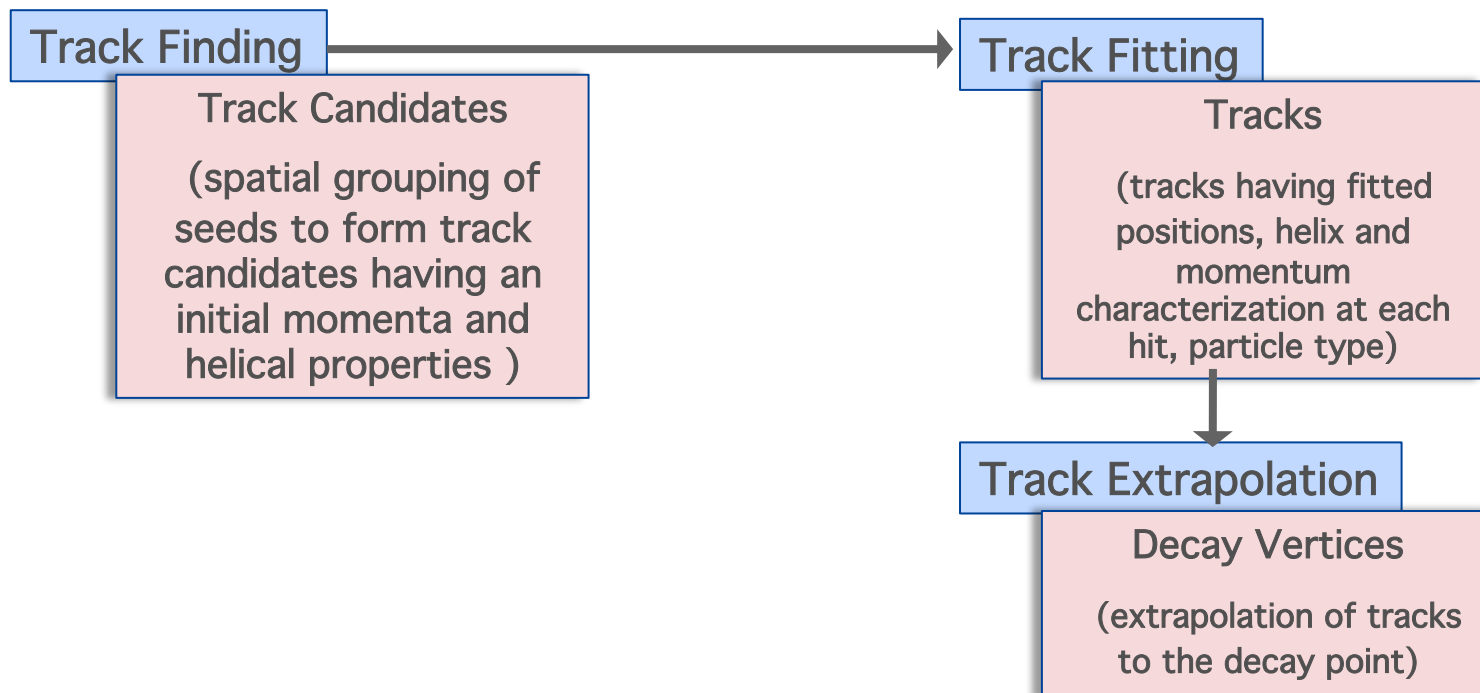 Track Finding
Track Candidates
(spatial grouping of
seeds to form track
candidates having an
initial momenta and
helical properties )
Track Fitting
Tracks
(tracks having fitted
positions, helix and
momentum
characterization at each
hit, particle type)
Track Extrapolation
Decay Vertices
(extrapolation of tracks
to the decay point)